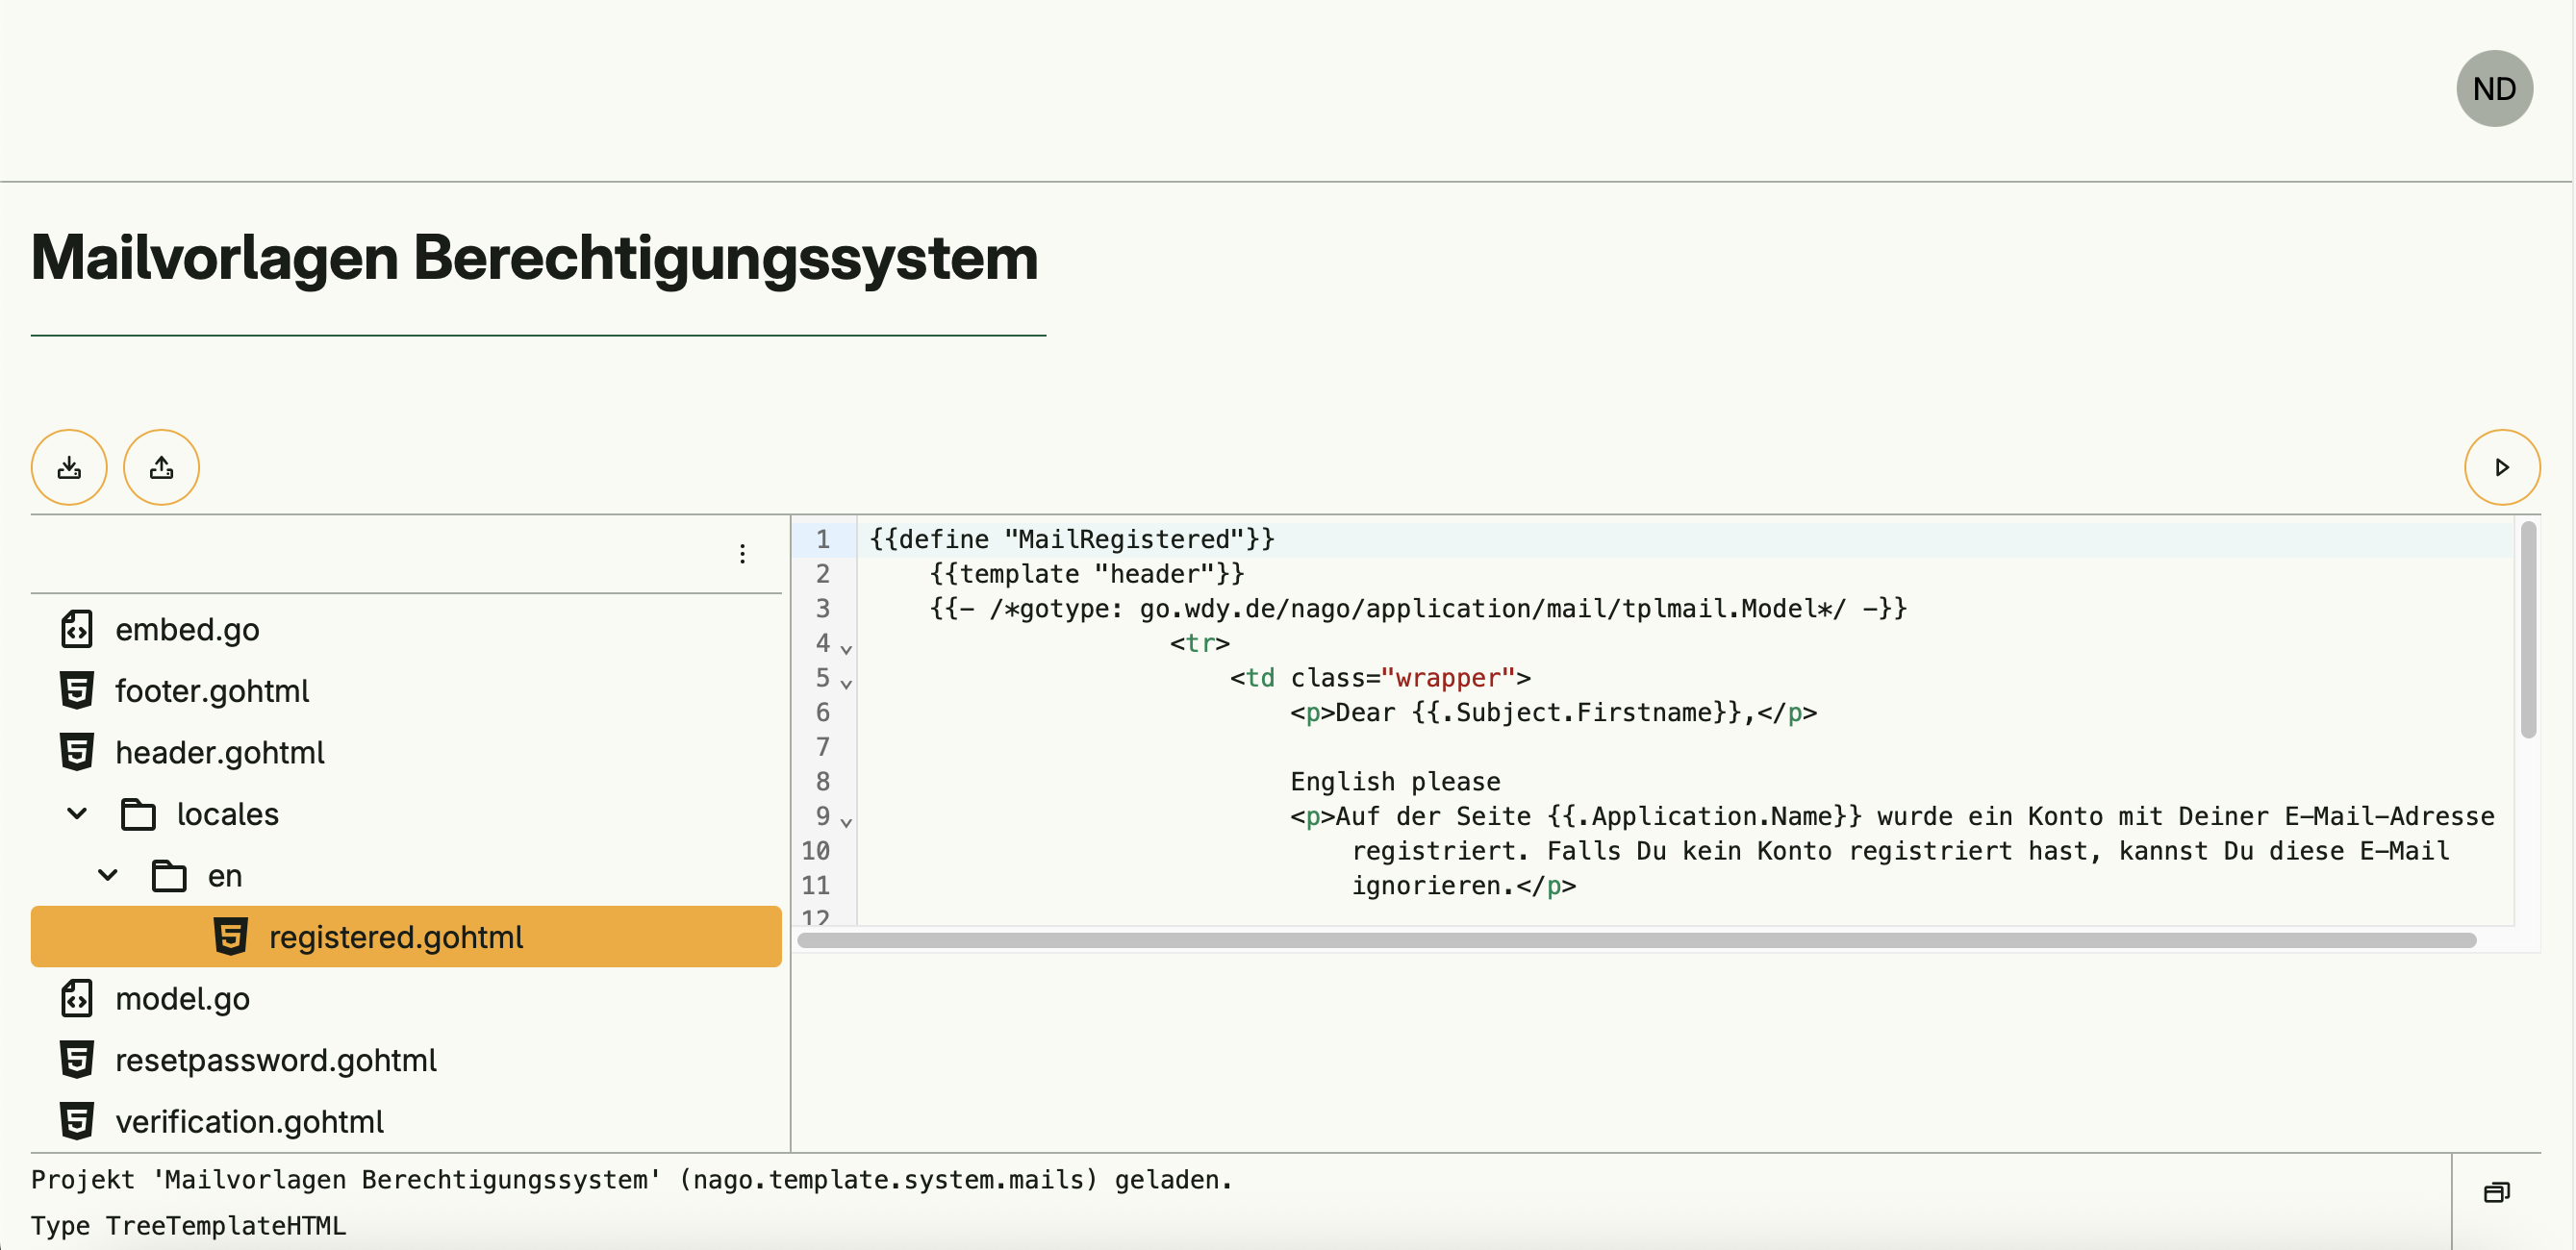 ND
Mailvorlagen Berechtigungssystem
embed.go
footer.gohtml
header.gohtml
locales
en
registered.gohtml
model.go
resetpassword.gohtml
verification.gohtml
1 {{define "MailRegistered"}}
2 {{template "header"}}
3 {{- /*gotype: go.wdy.de/nago/application/mail/tplmail.Model*/ -}}
4 <tr>
5 <td class="wrapper">
6 <p>Dear {{.Subject.Firstname}},</p>
7
8 English please
9 <p>Auf der Seite {{.Application.Name}} wurde ein Konto mit Deiner E-Mail-Adresse
10 registriert. Falls Du kein Konto registriert hast, kannst Du diese E-Mail
11 ignorieren.</p>
12
Projekt 'Mailvorlagen Berechtigungssystem' (nago.template.system.mails) geladen.
Type TreeTemplateHTML